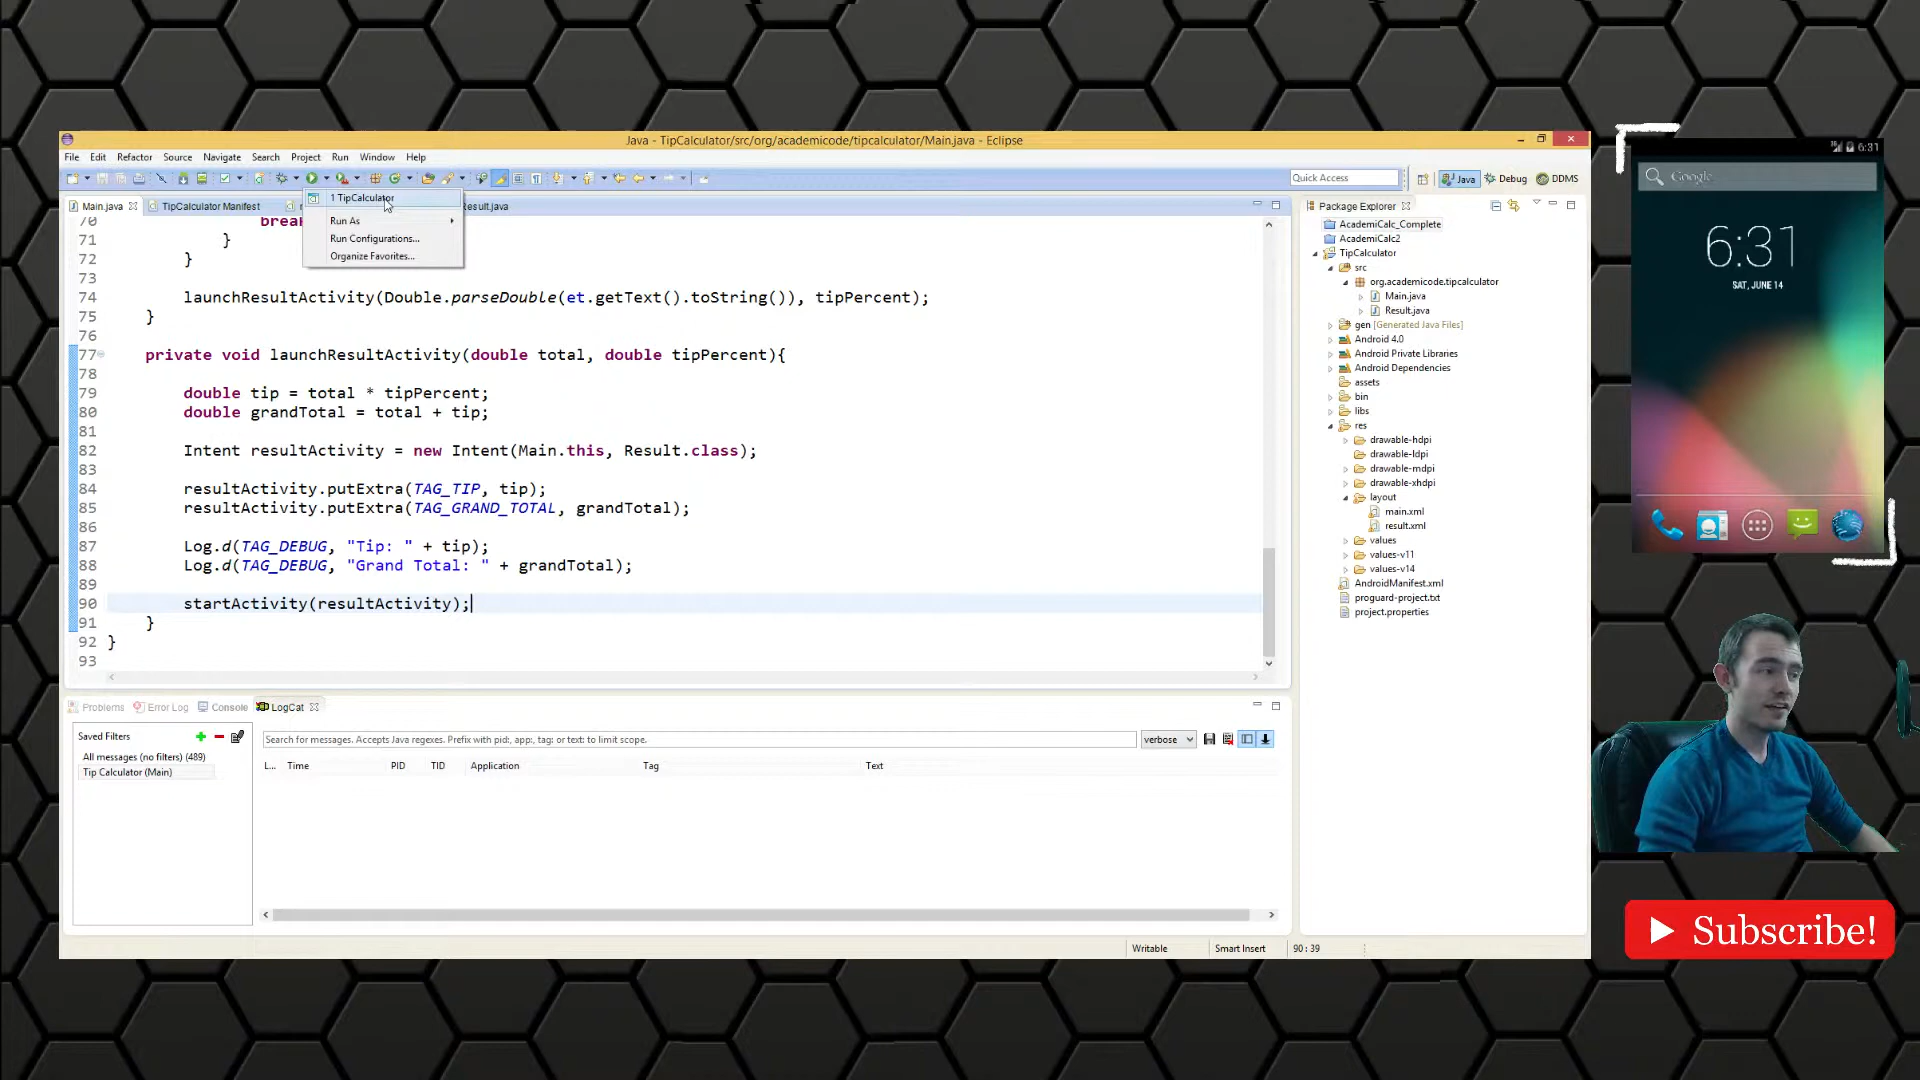 Java - TipCalculator/src/org/academicode/tipcalculator/Main.java - Eclipse
File Edit Refactor Source Navigate Search Project Run Window Help
Quick Access
Java Debug DDMS
1 TipCalculator
Run As
Run Configurations...
Organize Favorites...
Main.java TipCalculator Manifest Result.java
70 break
71 }
72 }
73
74 launchResultActivity(Double.parseDouble(et.getText().toString()), tipPercent);
75 }
76
77 private void launchResultActivity(double total, double tipPercent){
78
79 double tip = total * tipPercent;
80 double grandTotal = total + tip;
81
82 Intent resultActivity = new Intent(Main.this, Result.class);
83
84 resultActivity.putExtra(TAG_TIP, tip);
85 resultActivity.putExtra(TAG_GRAND_TOTAL, grandTotal);
86
87 Log.d(TAG_DEBUG, "Tip: " + tip);
88 Log.d(TAG_DEBUG, "Grand Total: " + grandTotal);
89
90 startActivity(resultActivity);
91 }
92 }
93
Problems Error Log Console LogCat
Saved Filters
All messages (no filters) (489)
Tip Calculator (Main)
Search for messages. Accepts Java regexes. Prefix with pid:, app:, tag: or text: to limit scope.
verbose
L... Time PID TID Application Tag Text
Writable Smart Insert 90 : 39
Package Explorer
AcademiCalc_Complete
AcademiCalc2
TipCalculator
src
org.academicode.tipcalculator
Main.java
Result.java
gen [Generated Java Files]
Android 4.0
Android Private Libraries
Android Dependencies
assets
bin
libs
res
drawable-hdpi
drawable-ldpi
drawable-mdpi
drawable-xhdpi
layout
main.xml
result.xml
values
values-v11
values-v14
AndroidManifest.xml
proguard-project.txt
project.properties
6:31
Google
6:31
SAT, JUNE 14
Subscribe!